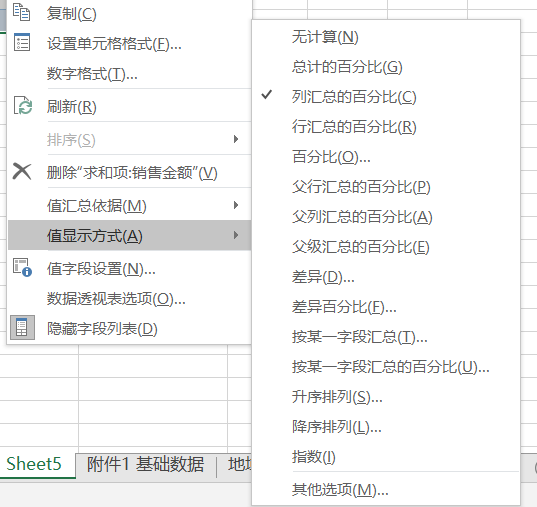 复制(C)
设置单元格格式(F)...
数字格式(T)...
刷新(R)
排序(S)
删除“求和项:销售金额”(V)
值汇总依据(M)
值显示方式(A)
值字段设置(N)...
数据透视表选项(O)...
隐藏字段列表(D)
无计算(N)
总计的百分比(G)
列汇总的百分比(C)
行汇总的百分比(R)
百分比(O)...
父行汇总的百分比(P)
父列汇总的百分比(A)
父级汇总的百分比(E)
差异(D)...
差异百分比(F)...
按某一字段汇总(T)...
按某一字段汇总的百分比(U)...
升序排列(S)...
降序排列(L)...
指数(I)
其他选项(M)...
Sheet5 附件1 基础数据